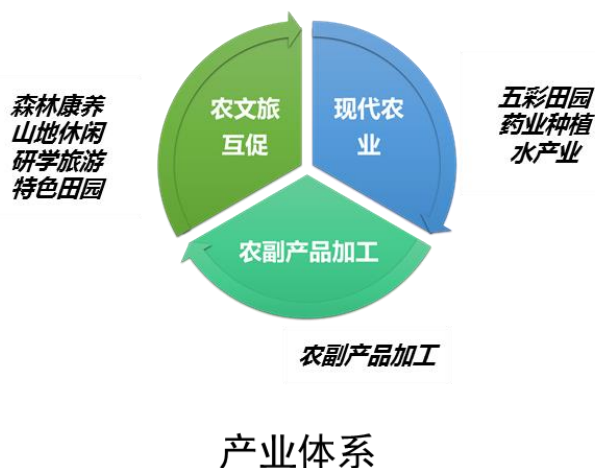 森林康养
山地休闲
研学旅游
特色田园
农文旅
互促
现代农
业
五彩田园
药业种植
水产业
农副产品加工
农副产品加工
产业体系